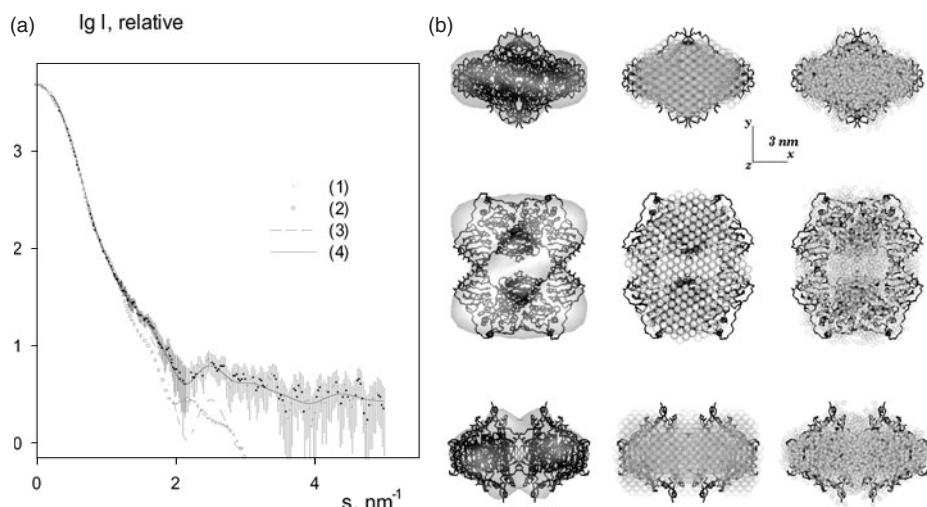 (a)
lg I, relative
3
2
1
0
(1)
(2)
(3)
(4)
0
2
4
s, nm-1
(b)
y
3 nm
z
x